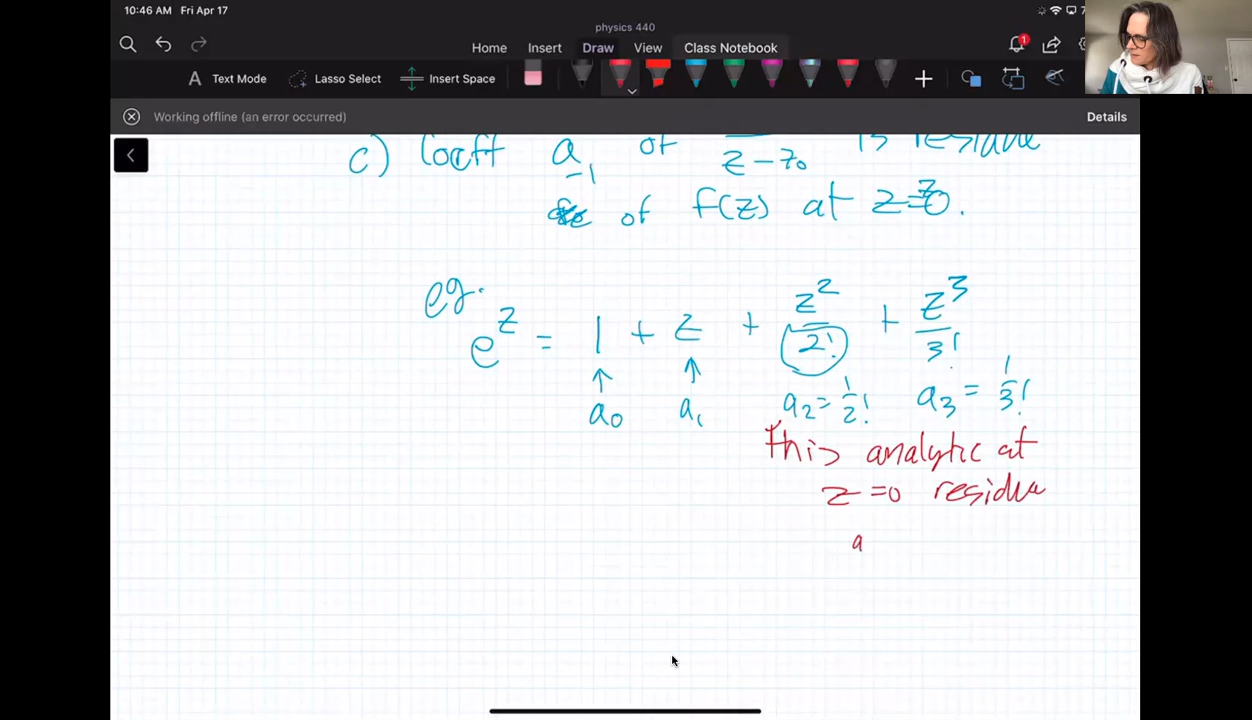 10:46 AM Fri Apr 17
physics 440
Home Insert Draw View Class Notebook
1
A Text Mode Lasso Select Insert Space
Working offline (an error occurred) Details
c) Coeff a₋₁ of z-z₀ is residue
of f(z) at z=z₀.
eg.
e^z = 1 + z + z²/2! + z³/3!
a₀ a₁ a₂ = 1/2! a₃ = 1/3!
This analytic at
z=0 residue
a